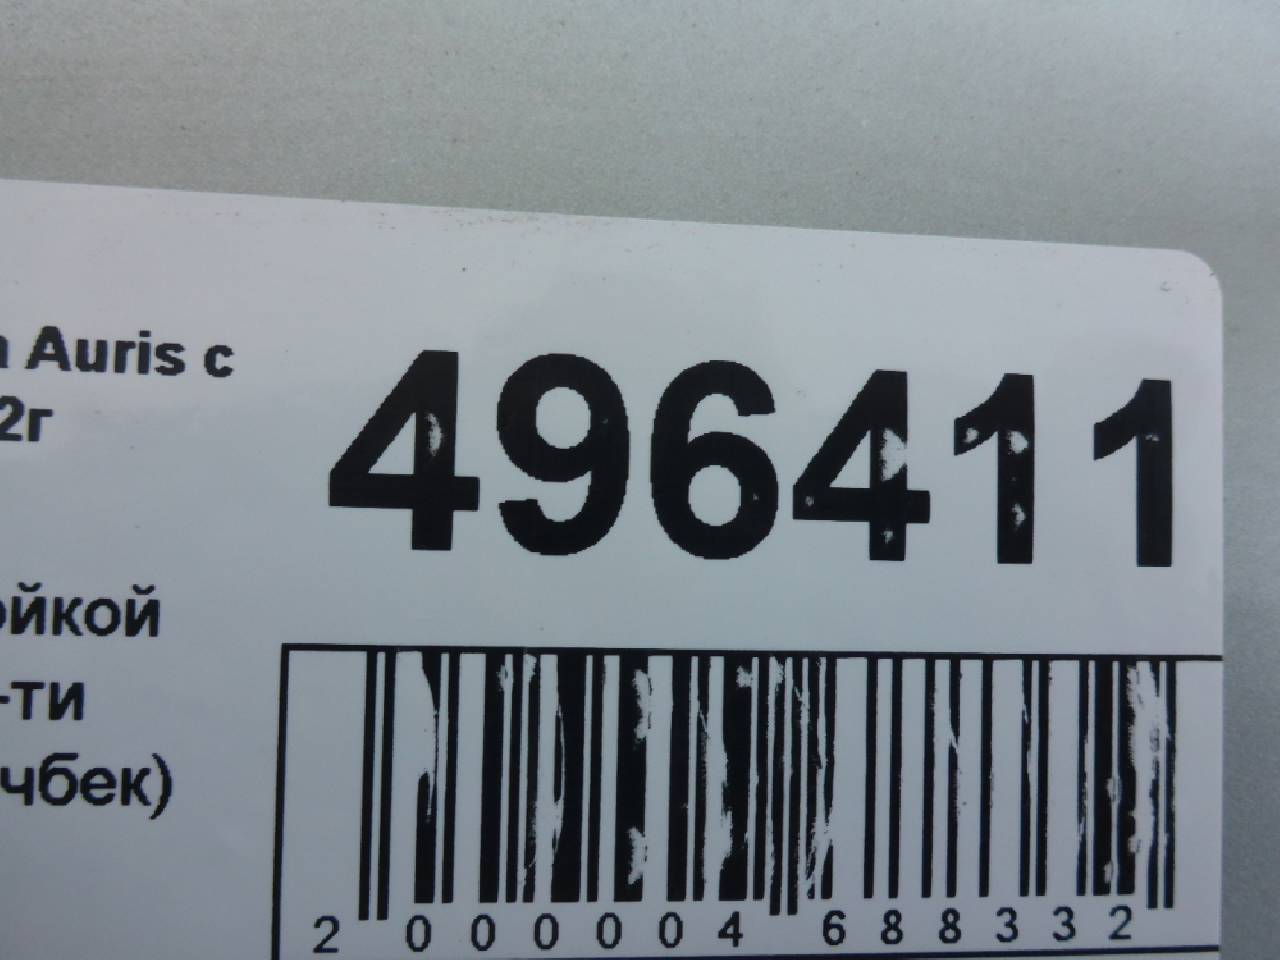 Auris с
2г
496411
ойкой
-ти
чбек)
2 000004 688332